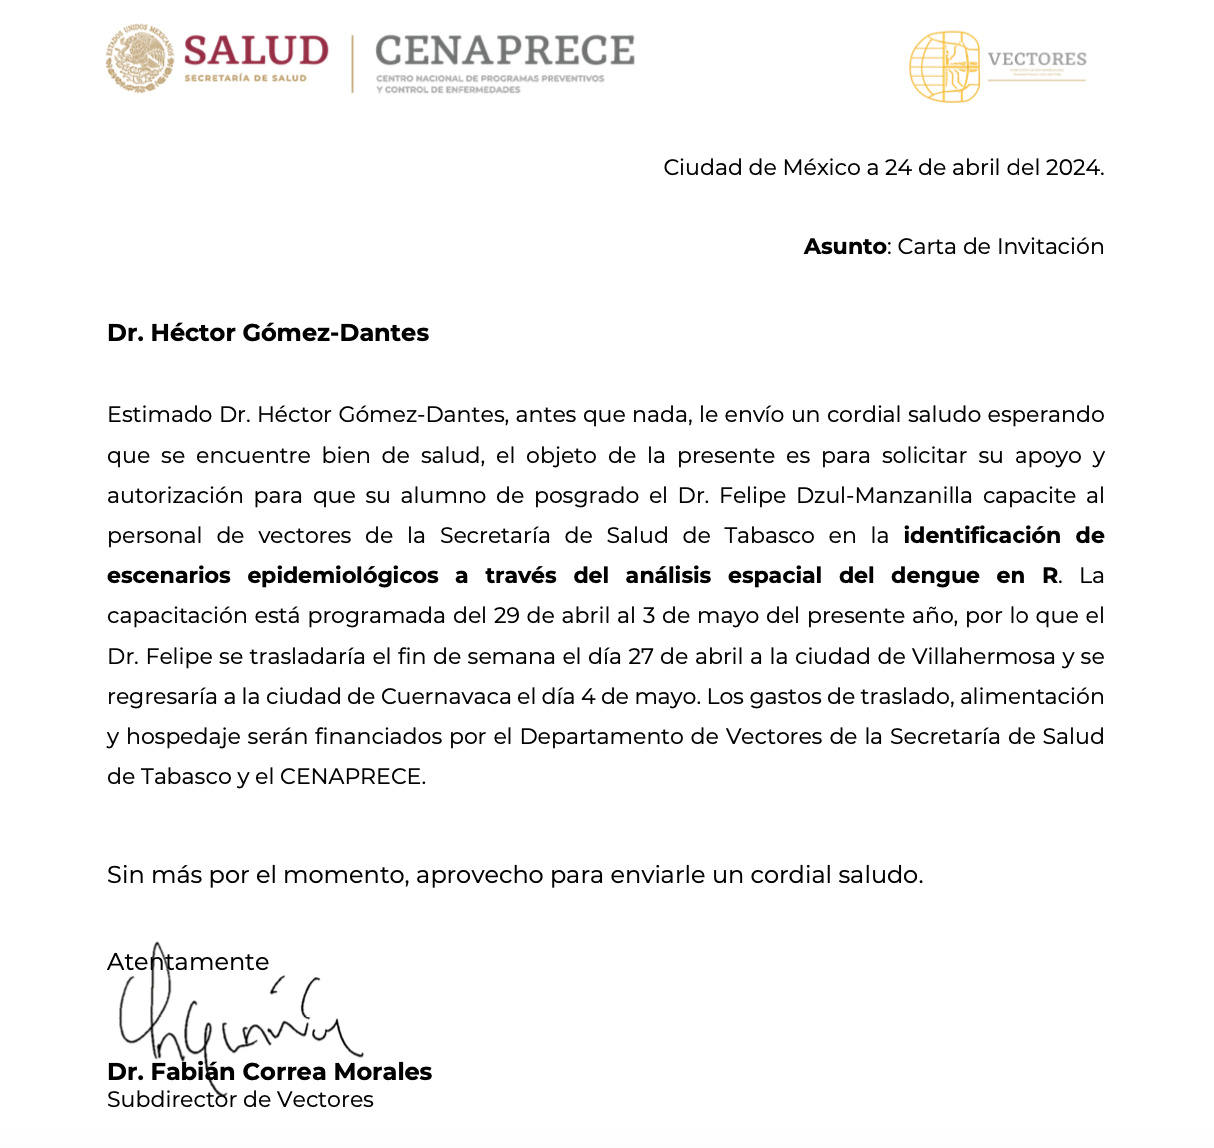 ESTADOS UNIDOS MEXICANOS
SALUD
SECRETARÍA DE SALUD
CENAPRECE
CENTRO NACIONAL DE PROGRAMAS PREVENTIVOS
Y CONTROL DE ENFERMEDADES
VECTORES
Ciudad de México a 24 de abril del 2024.
Asunto: Carta de Invitación
Dr. Héctor Gómez-Dantes
Estimado Dr. Héctor Gómez-Dantes, antes que nada, le envío un cordial saludo esperando
que se encuentre bien de salud, el objeto de la presente es para solicitar su apoyo y
autorización para que su alumno de posgrado el Dr. Felipe Dzul-Manzanilla capacite al
personal de vectores de la Secretaría de Salud de Tabasco en la identificación de
escenarios epidemiológicos a través del análisis espacial del dengue en R. La
capacitación está programada del 29 de abril al 3 de mayo del presente año, por lo que el
Dr. Felipe se trasladaría el fin de semana el día 27 de abril a la ciudad de Villahermosa y se
regresaría a la ciudad de Cuernavaca el día 4 de mayo. Los gastos de traslado, alimentación
y hospedaje serán financiados por el Departamento de Vectores de la Secretaría de Salud
de Tabasco y el CENAPRECE.
Sin más por el momento, aprovecho para enviarle un cordial saludo.
Atentamente
Dr. Fabián Correa Morales
Subdirector de Vectores